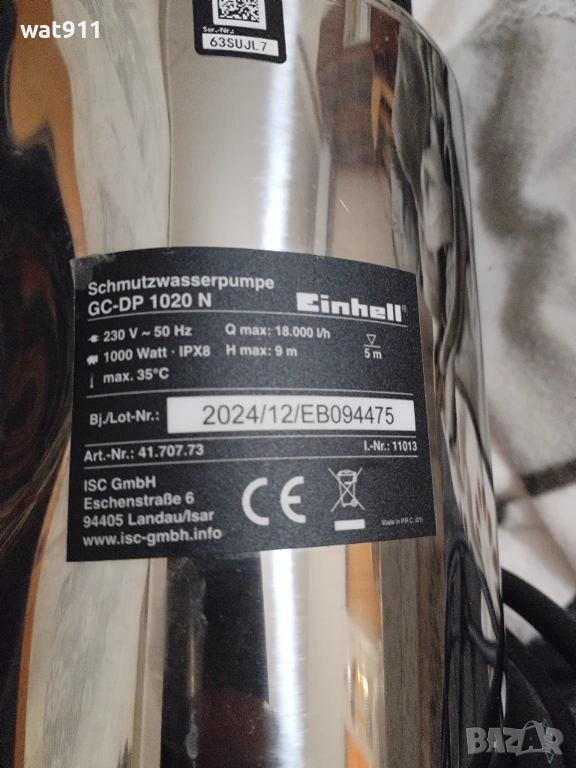 wat911
Ser.-Nr.:
63SUJL7
Schmutzwasserpumpe
GC-DP 1020 N
Einhell®
230 V ~ 50 Hz
Q max: 18.000 l/h
1000 Watt · IPX8
H max: 9 m
5 m
max. 35°C
Bj./Lot-Nr.:
2024/12/EB094475
Art.-Nr.: 41.707.73
I.-Nr.: 11013
ISC GmbH
Eschenstraße 6
94405 Landau/Isar
www.isc-gmbh.info
CE
Made in P.R.C. (01)
BAZAR